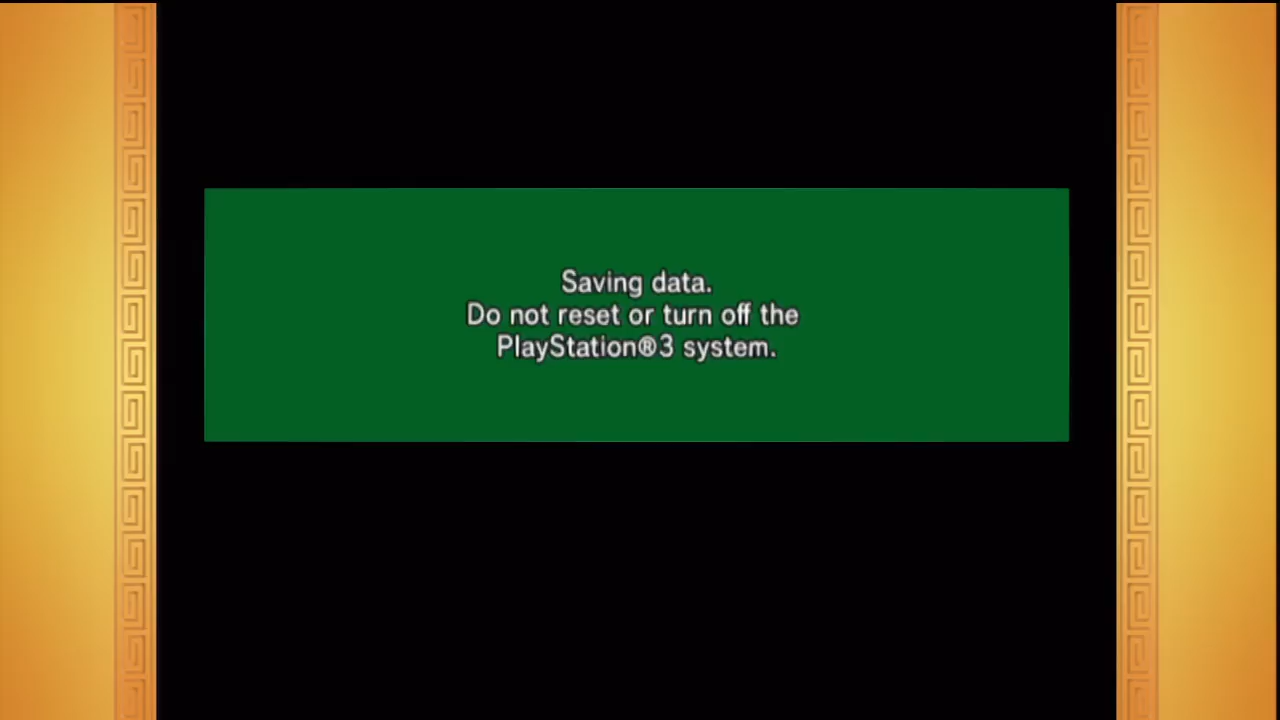 Saving data.
Do not reset or turn off the
PlayStation®3 system.